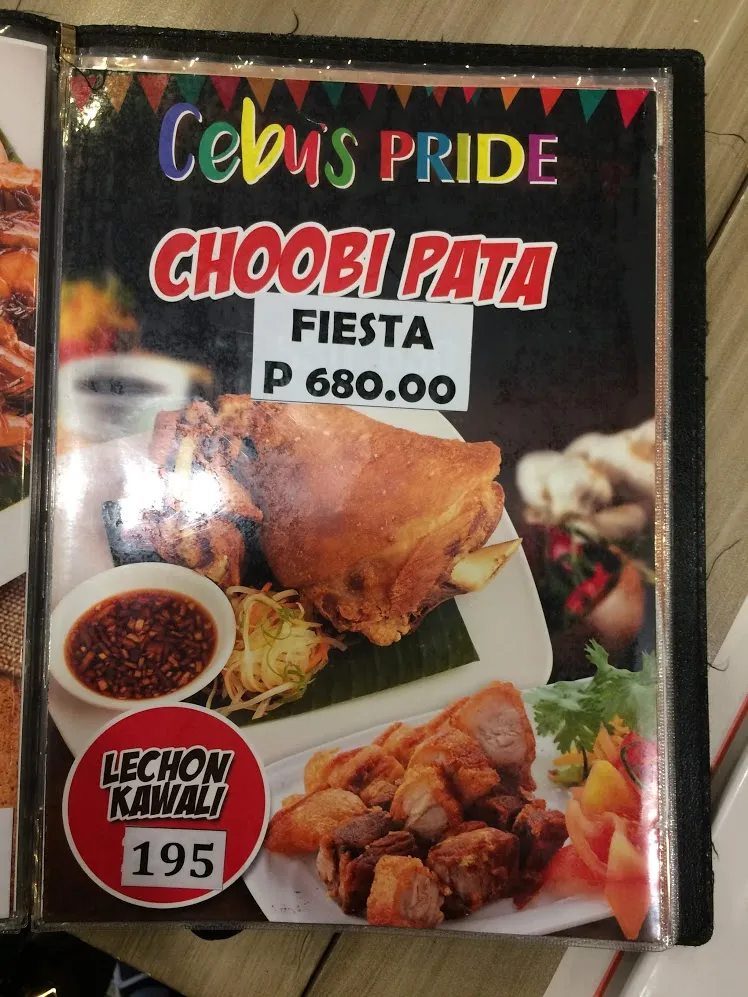 Cebu's PRIDE
CHOOBI PATA
FIESTA
P 680.00
LECHON
KAWALI
195